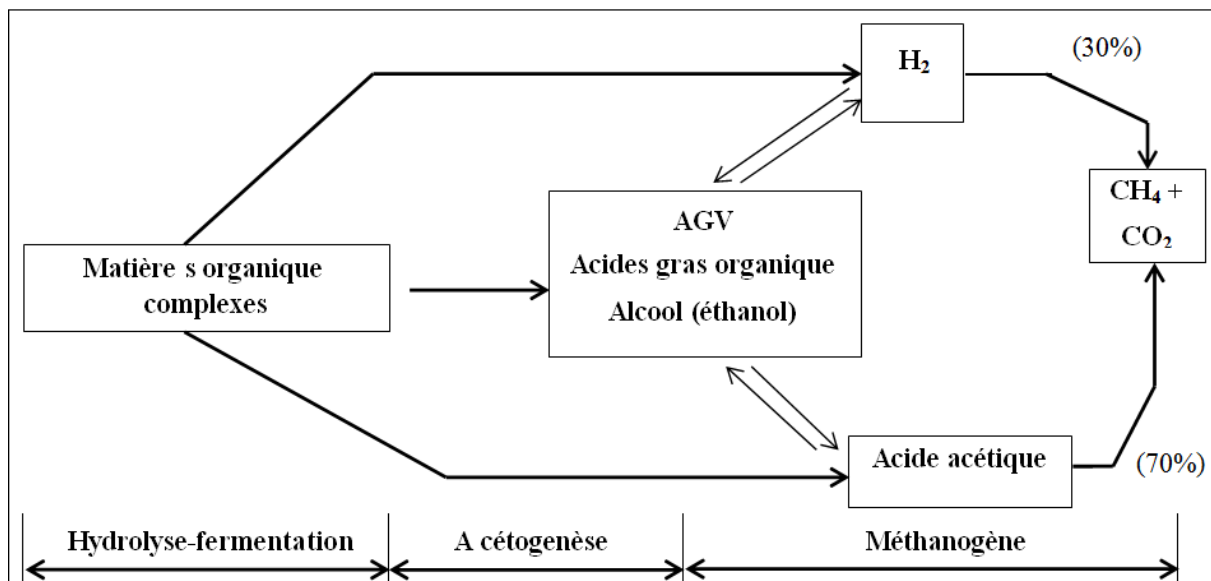 H₂
(30%)
CH₄ +
CO₂
AGV
Acides gras organique
Alcool (éthanol)
Matière s organique
complexes
Acide acétique
(70%)
Hydrolyse-fermentation
A cétogenèse
Méthanogène